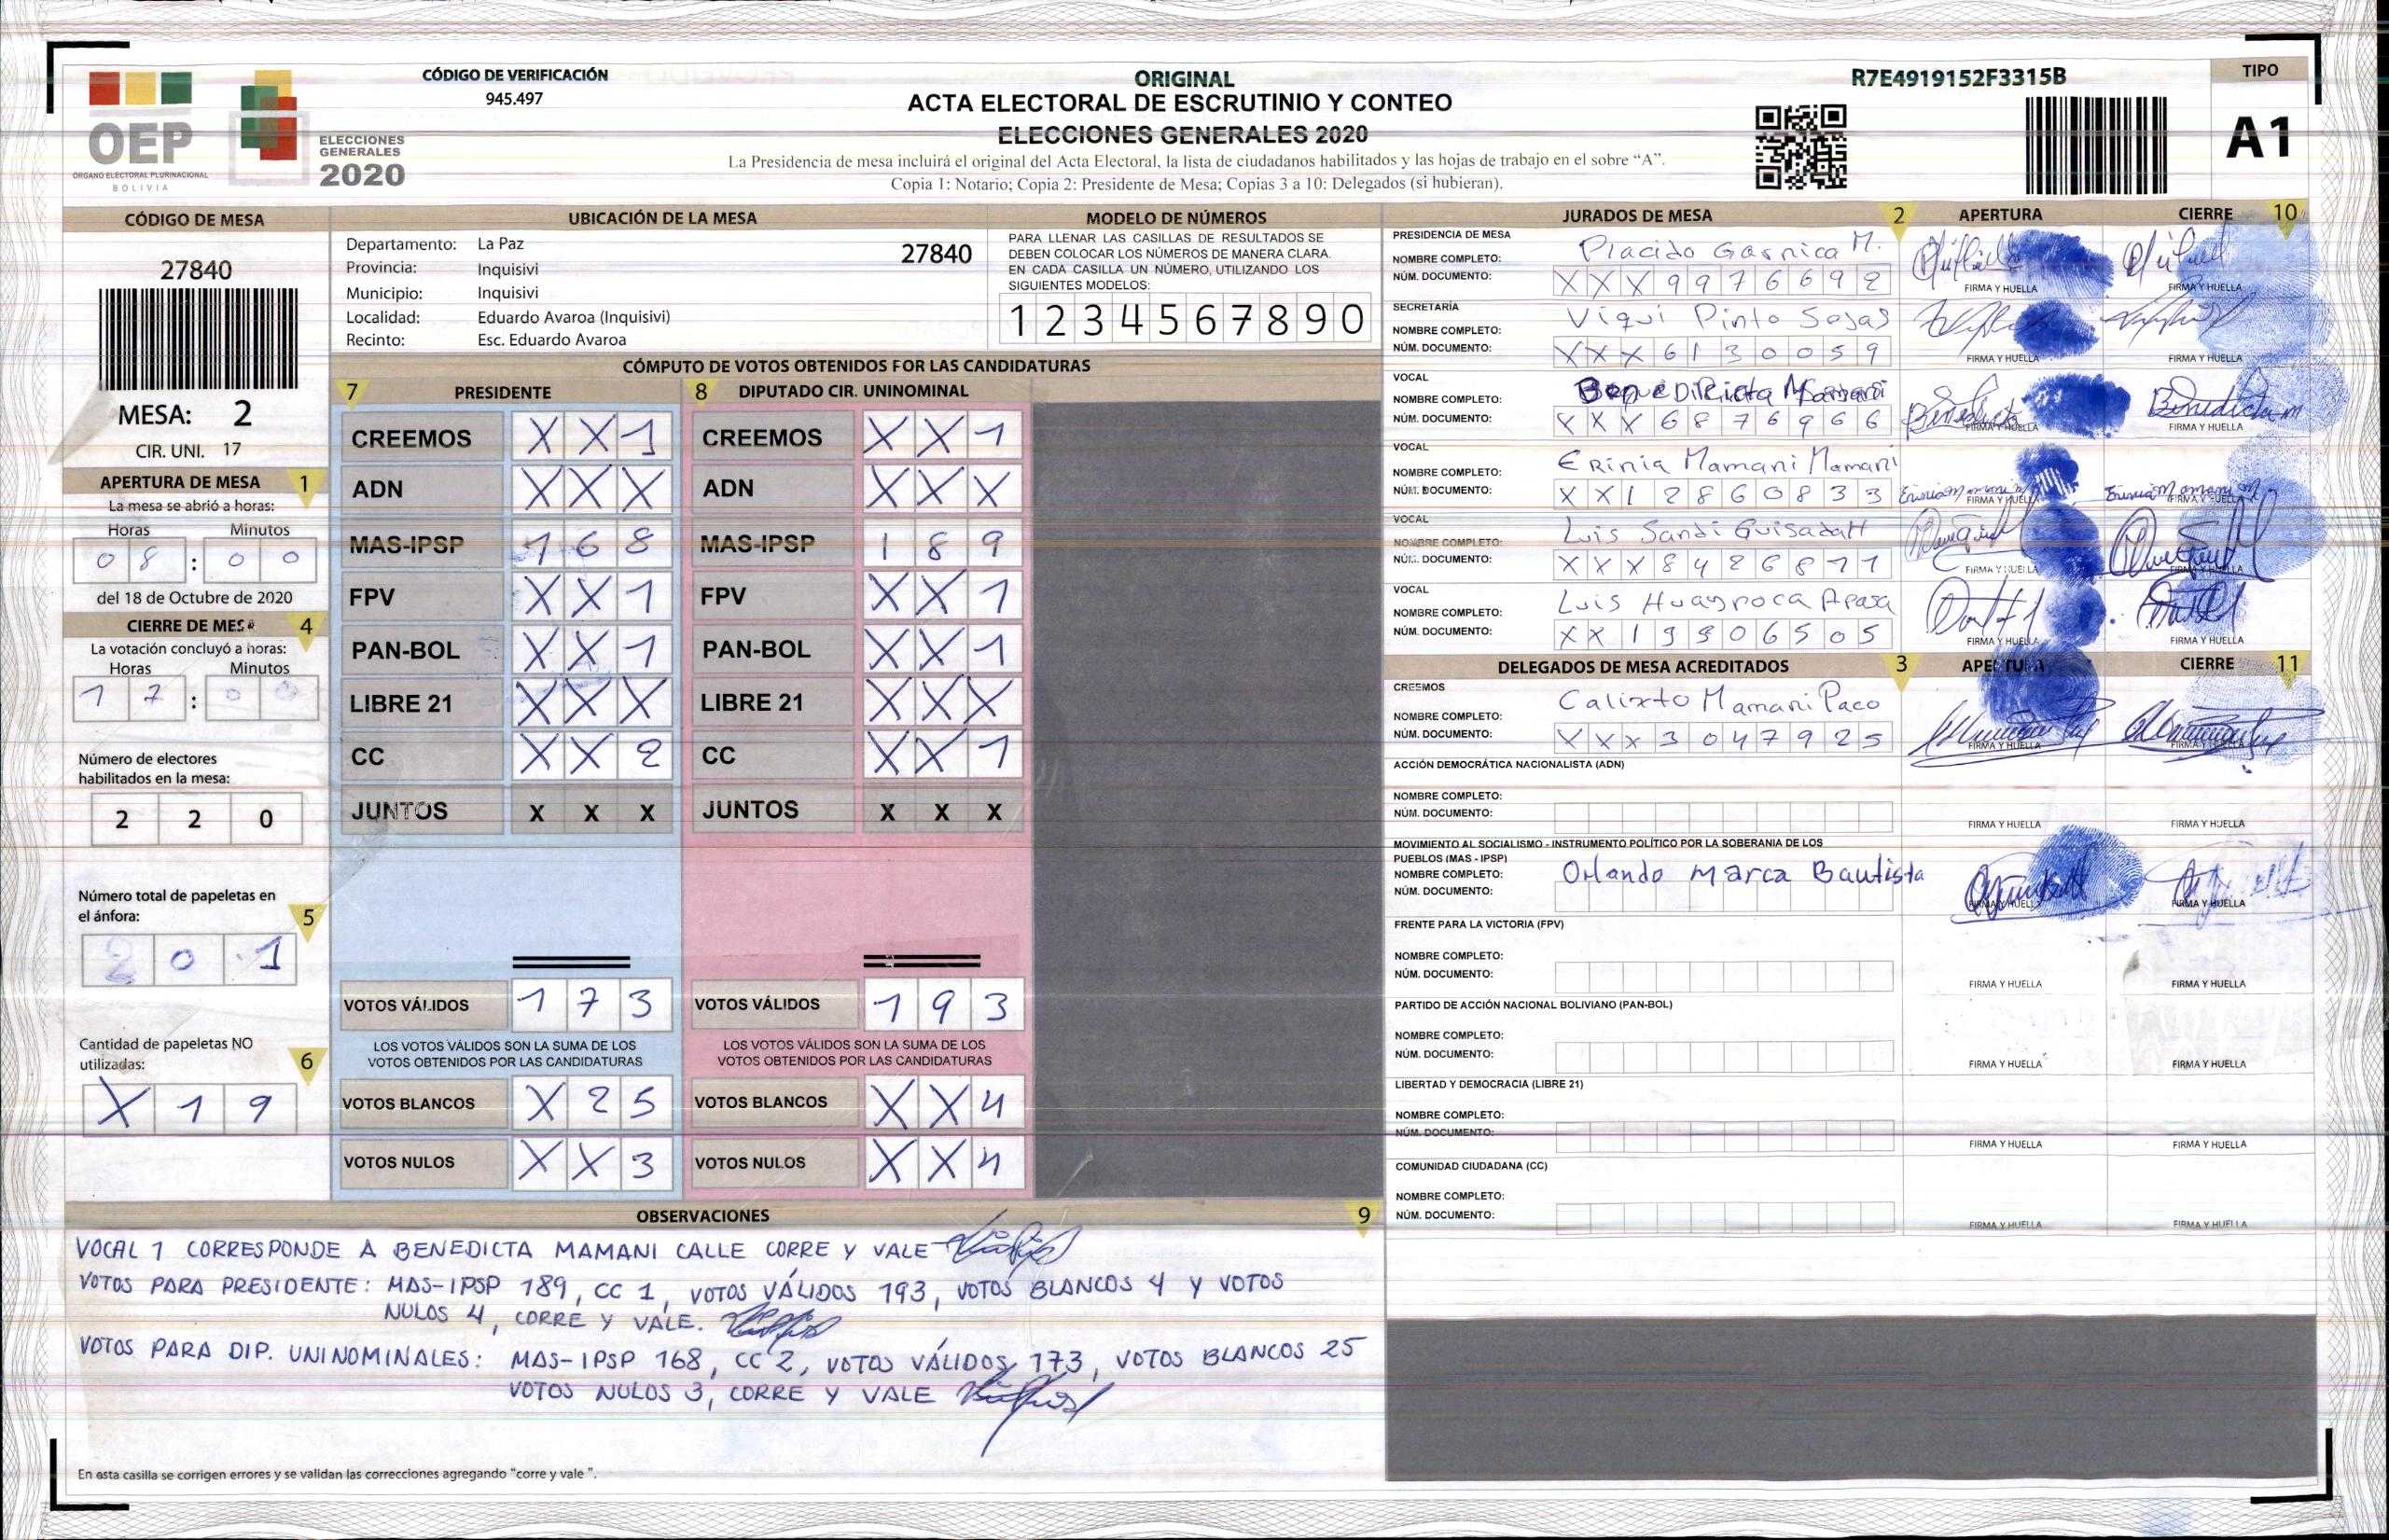 CÓDIGO DE VERIFICACIÓN
945.497
ORIGINAL
ACTA ELECTORAL DE ESCRUTINIO Y CONTEO
ELECCIONES GENERALES 2020
La Presidencia de mesa incluirá el original del Acta Electoral, la lista de ciudadanos habilitados y las hojas de trabajo en el sobre “A”.
Copia 1: Notario; Copia 2: Presidente de Mesa; Copias 3 a 10: Delegados (si hubieran).
R7E4919152F3315B
TIPO
A1
OEP
ÓRGANO ELECTORAL PLURINACIONAL
BOLIVIA
ELECCIONES
GENERALES
2020
CÓDIGO DE MESA
27840
MESA: 2
CIR. UNI. 17
APERTURA DE MESA 1
La mesa se abrió a horas:
Horas Minutos
0 8 : 0 0
del 18 de Octubre de 2020
CIERRE DE MESA 4
La votación concluyó a horas:
Horas Minutos
1 7 : 0 0
Número de electores
habilitados en la mesa:
2 2 0
Número total de papeletas en
el ánfora: 5
2 0 1
Cantidad de papeletas NO
utilizadas: 6
X 1 9
UBICACIÓN DE LA MESA
Departamento: La Paz 27840
Provincia: Inquisivi
Municipio: Inquisivi
Localidad: Eduardo Avaroa (Inquisivi)
Recinto: Esc. Eduardo Avaroa
MODELO DE NÚMEROS
PARA LLENAR LAS CASILLAS DE RESULTADOS SE
DEBEN COLOCAR LOS NÚMEROS DE MANERA CLARA.
EN CADA CASILLA UN NÚMERO, UTILIZANDO LOS
SIGUIENTES MODELOS:
1 2 3 4 5 6 7 8 9 0
CÓMPUTO DE VOTOS OBTENIDOS POR LAS CANDIDATURAS
7 PRESIDENTE 8 DIPUTADO CIR. UNINOMINAL
CREEMOS X X 1 CREEMOS X X 1
ADN X X X ADN X X X
MAS-IPSP 1 6 8 MAS-IPSP 1 8 9
FPV X X 1 FPV X X 1
PAN-BOL X X 1 PAN-BOL X X 1
LIBRE 21 X X X LIBRE 21 X X X
CC X X 2 CC X X 1
JUNTOS X X X JUNTOS X X X
VOTOS VÁLIDOS 1 7 3 VOTOS VÁLIDOS 1 9 3
LOS VOTOS VÁLIDOS SON LA SUMA DE LOS LOS VOTOS VÁLIDOS SON LA SUMA DE LOS
VOTOS OBTENIDOS POR LAS CANDIDATURAS VOTOS OBTENIDOS POR LAS CANDIDATURAS
VOTOS BLANCOS X 2 5 VOTOS BLANCOS X X 4
VOTOS NULOS X X 3 VOTOS NULOS X X 4
OBSERVACIONES 9
VOCAL 1 CORRESPONDE A BENEDICTA MAMANI CALLE CORRE Y VALE
VOTOS PARA PRESIDENTE: MAS-IPSP 189, CC 1, VOTOS VÁLIDOS 193, VOTOS BLANCOS 4 Y VOTOS
NULOS 4, CORRE Y VALE.
VOTOS PARA DIP. UNINOMINALES: MAS-IPSP 168, CC 2, VOTOS VÁLIDOS 173, VOTOS BLANCOS 25
VOTOS NULOS 3, CORRE Y VALE
En esta casilla se corrigen errores y se validan las correcciones agregando “corre y vale ”.
JURADOS DE MESA 2 APERTURA CIERRE 10
PRESIDENCIA DE MESA
NOMBRE COMPLETO: Placido Garnica M.
NÚM. DOCUMENTO: X X X 9 9 7 6 6 9 2
FIRMA Y HUELLA FIRMA Y HUELLA
SECRETARÍA
NOMBRE COMPLETO: Viqui Pinto Sojas
NÚM. DOCUMENTO: X X X 6 1 3 0 0 5 9
FIRMA Y HUELLA FIRMA Y HUELLA
VOCAL
NOMBRE COMPLETO: Mamani
NÚM. DOCUMENTO: X X X 6 8 7 6 9 6 6
FIRMA Y HUELLA FIRMA Y HUELLA
VOCAL
NOMBRE COMPLETO: Erinia Mamani Mamani
NÚM. DOCUMENTO: X X 1 2 8 6 0 8 3 3
FIRMA Y HUELLA FIRMA Y HUELLA
VOCAL
NOMBRE COMPLETO: Luis Sandi
NÚM. DOCUMENTO: X X X 8 4 2 6 8 1 1
FIRMA Y HUELLA FIRMA Y HUELLA
VOCAL
NOMBRE COMPLETO: Luis Huaynoca Apasa
NÚM. DOCUMENTO: X X 1 3 9 0 6 5 0 5
FIRMA Y HUELLA FIRMA Y HUELLA
DELEGADOS DE MESA ACREDITADOS 3 APERTURA CIERRE 11
CREEMOS
NOMBRE COMPLETO: Calixto Mamani Paco
NÚM. DOCUMENTO: X X X 3 0 4 7 9 2 5
FIRMA Y HUELLA FIRMA Y HUELLA
ACCIÓN DEMOCRÁTICA NACIONALISTA (ADN)
NOMBRE COMPLETO:
NÚM. DOCUMENTO:
FIRMA Y HUELLA FIRMA Y HUELLA
MOVIMIENTO AL SOCIALISMO - INSTRUMENTO POLÍTICO POR LA SOBERANIA DE LOS
PUEBLOS (MAS - IPSP)
NOMBRE COMPLETO: Orlando Marca Bautista
NÚM. DOCUMENTO:
FIRMA Y HUELLA FIRMA Y HUELLA
FRENTE PARA LA VICTORIA (FPV)
NOMBRE COMPLETO:
NÚM. DOCUMENTO:
FIRMA Y HUELLA FIRMA Y HUELLA
PARTIDO DE ACCIÓN NACIONAL BOLIVIANO (PAN-BOL)
NOMBRE COMPLETO:
NÚM. DOCUMENTO:
FIRMA Y HUELLA FIRMA Y HUELLA
LIBERTAD Y DEMOCRACIA (LIBRE 21)
NOMBRE COMPLETO:
NÚM. DOCUMENTO:
FIRMA Y HUELLA FIRMA Y HUELLA
COMUNIDAD CIUDADANA (CC)
NOMBRE COMPLETO:
NÚM. DOCUMENTO:
FIRMA Y HUELLA FIRMA Y HUELLA